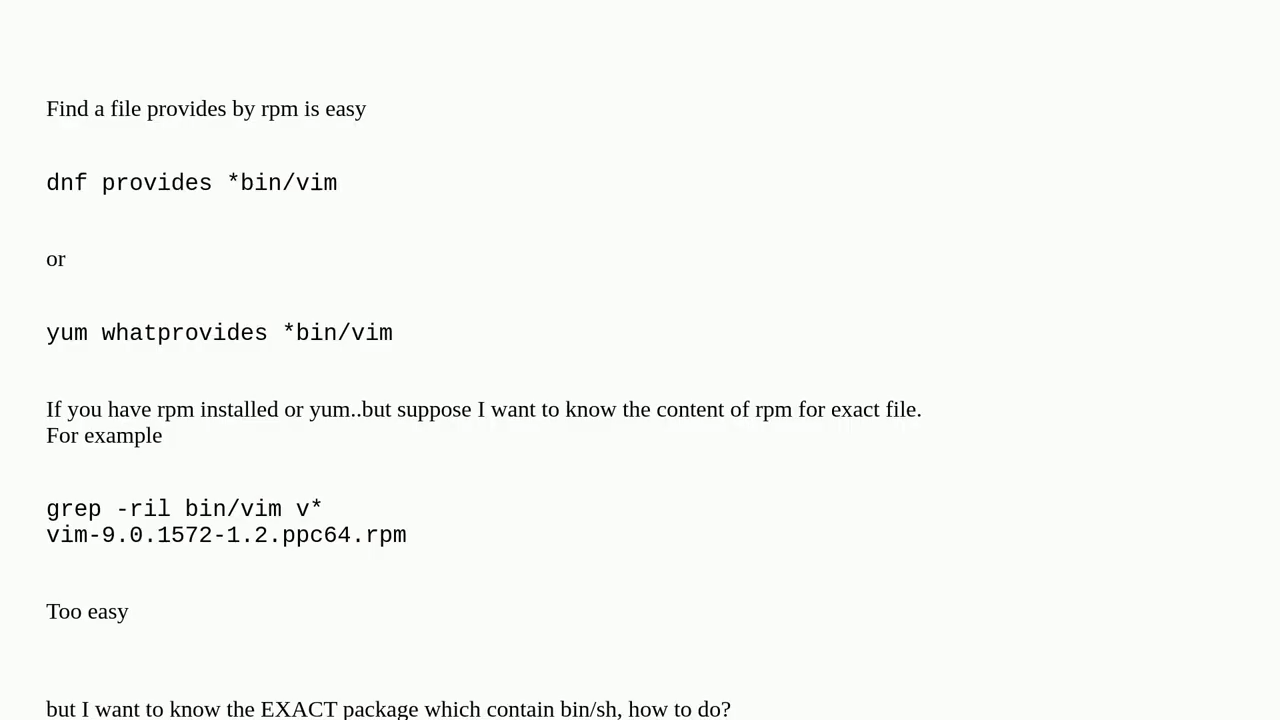 Find a file provides by rpm is easy
dnf provides *bin/vim
or
yum whatprovides *bin/vim
If you have rpm installed or yum..but suppose I want to know the content of rpm for exact file.
For example
grep -ril bin/vim v*
vim-9.0.1572-1.2.ppc64.rpm
Too easy
but I want to know the EXACT package which contain bin/sh, how to do?